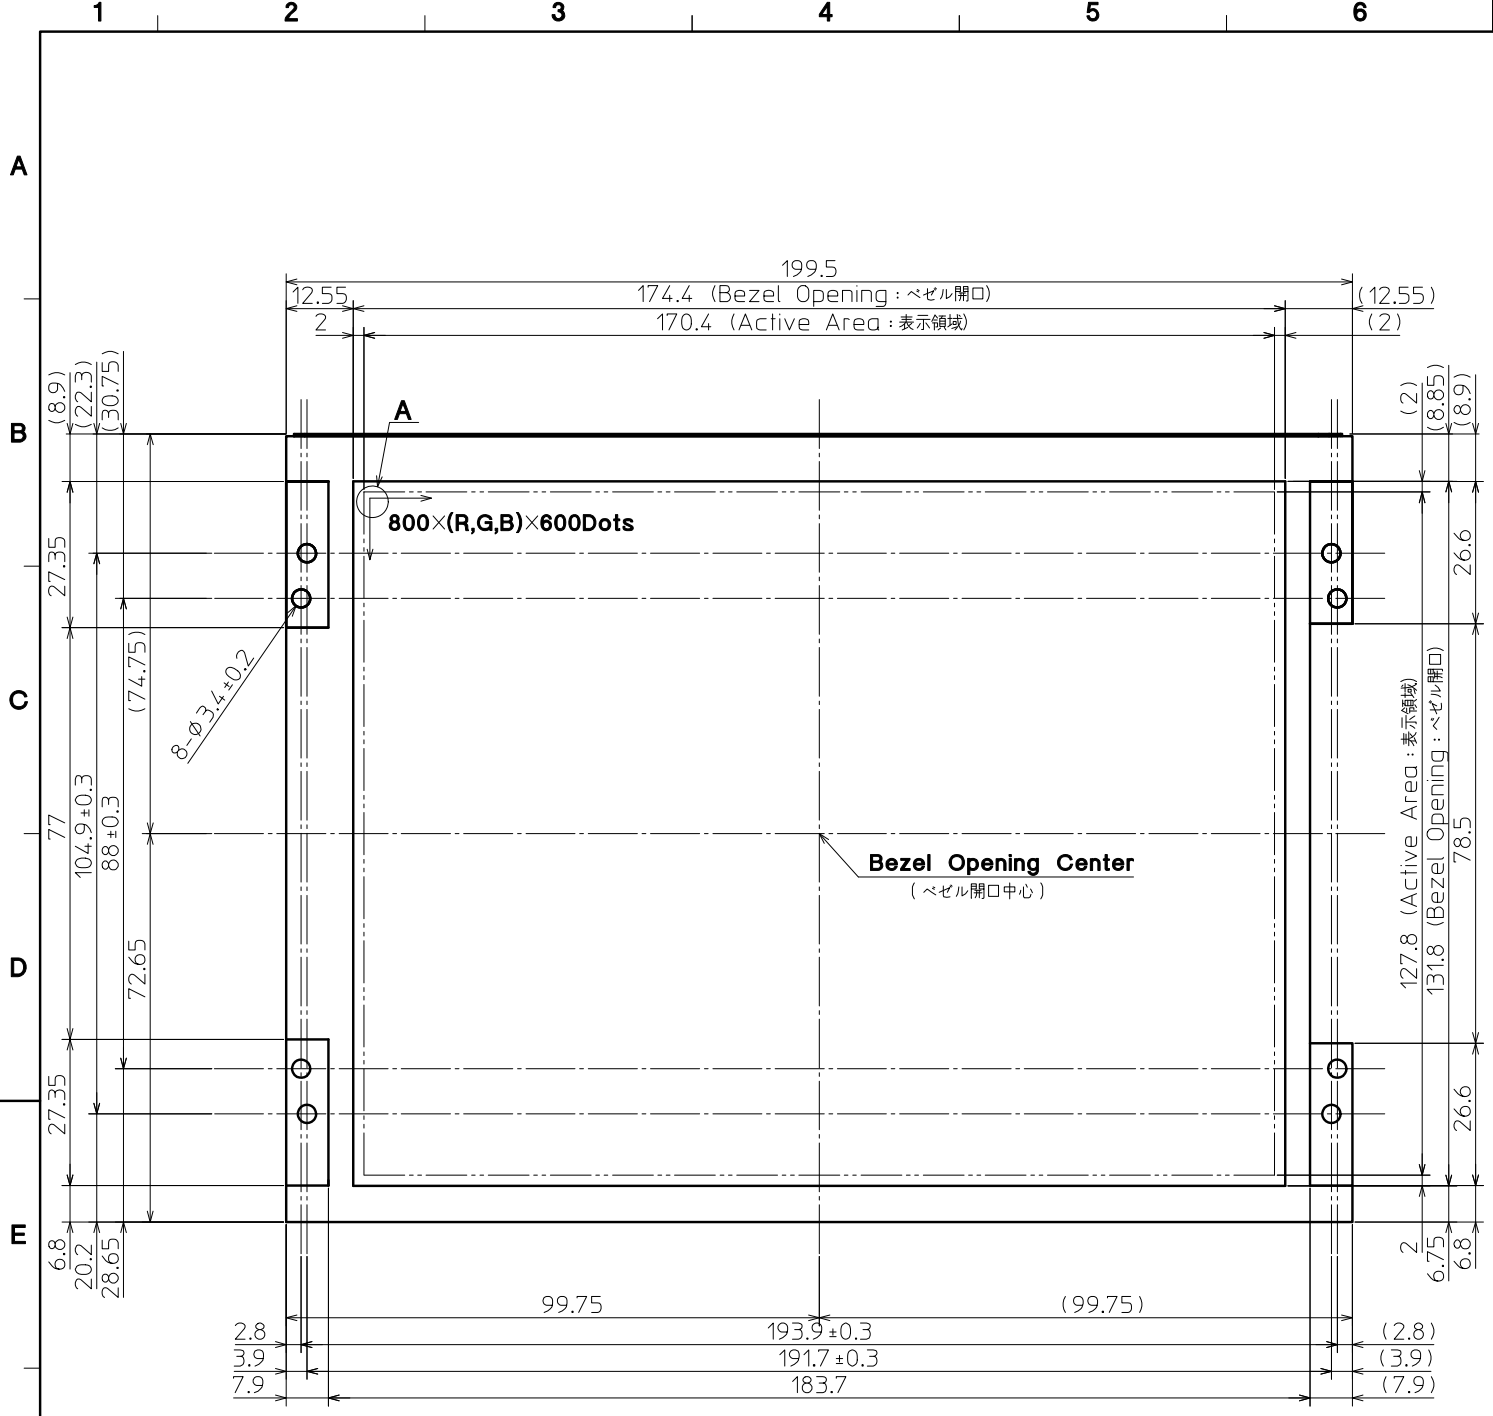 1 2 3 4 5 6
A
199.5
12.55 174.4 (Bezel Opening : ベゼル開口) (12.55)
2 170.4 (Active Area : 表示領域) (2)
(8.9)
(22.3)
(30.75)
(2)
(8.85)
(8.9)
B
A
800×(R,G,B)×600Dots
27.35
26.6
(74.75)
8-Ø3.4±0.2
C
77
104.9±0.3
88±0.3
127.8 (Active Area : 表示領域)
131.8 (Bezel Opening : ベゼル開口)
78.5
Bezel Opening Center
( ベゼル開口中心 )
D
72.65
27.35
26.6
E
6.8
20.2
28.65
2
6.75
6.8
99.75 (99.75)
2.8 193.9±0.3 (2.8)
3.9 191.7±0.3 (3.9)
7.9 183.7 (7.9)